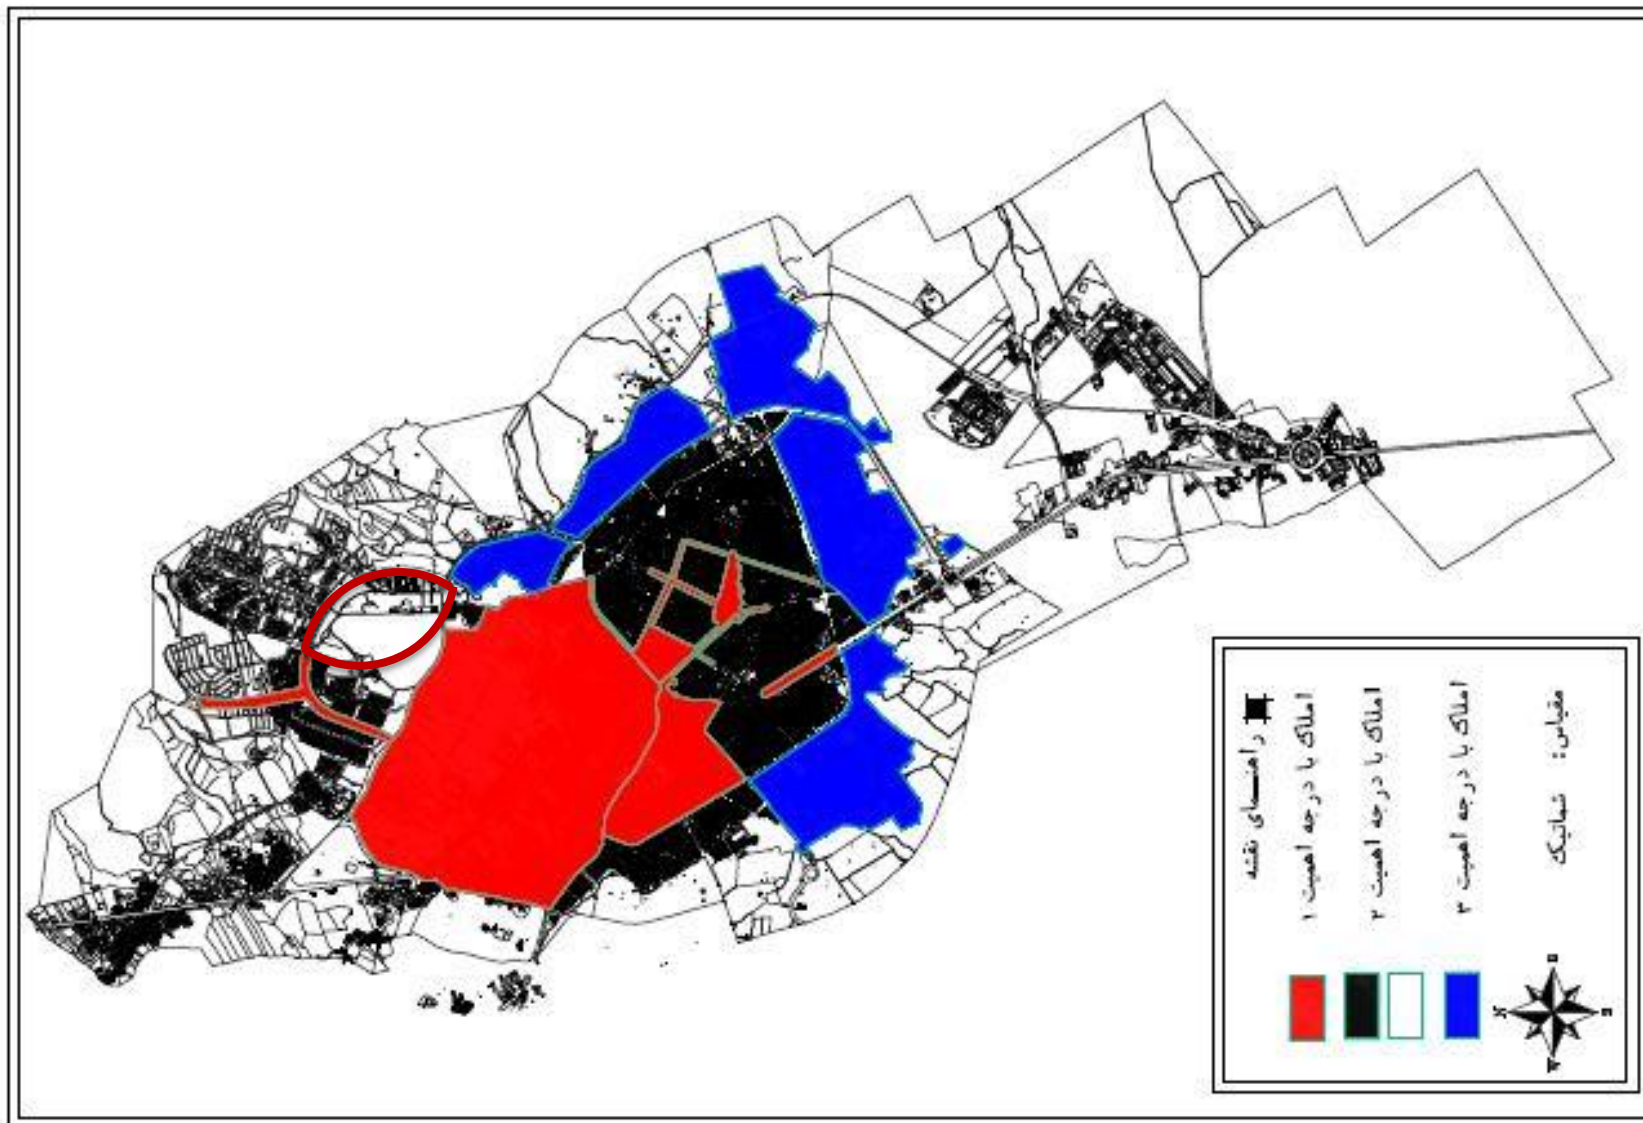 راهنمای نقشه
املاک با درجه اهمیت ۱
املاک با درجه اهمیت ۲
املاک با درجه اهمیت ۳
مقیاس: شماتیک
N
E
S
W